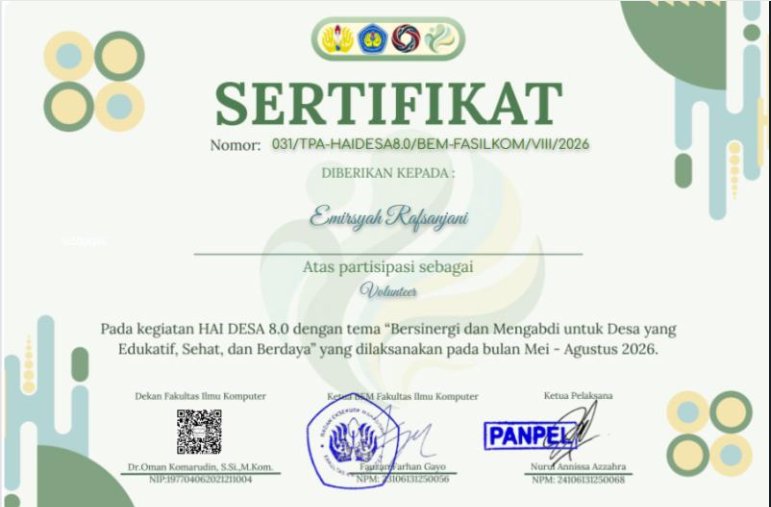 SERTIFIKAT
Nomor: 031/TPA-HAIDESA8.0/BEM-FASILKOM/VIII/2026
DIBERIKAN KEPADA :
Emirsyah Rafsanjani
Atas partisipasi sebagai
Volunteer
Pada kegiatan HAI DESA 8.0 dengan tema “Bersinergi dan Mengabdi untuk Desa yang
Edukatif, Sehat, dan Berdaya” yang dilaksanakan pada bulan Mei - Agustus 2026.
Dekan Fakultas Ilmu Komputer
Dr.Oman Komarudin, S.Si.,M.Kom.
NIP:197704062021211004
Ketua BEM Fakultas Ilmu Komputer
Farhan Gayo
NPM: 23106131250056
Ketua Pelaksana
PANPEL
Nurul Annissa Azzahra
NPM: 24106131250068